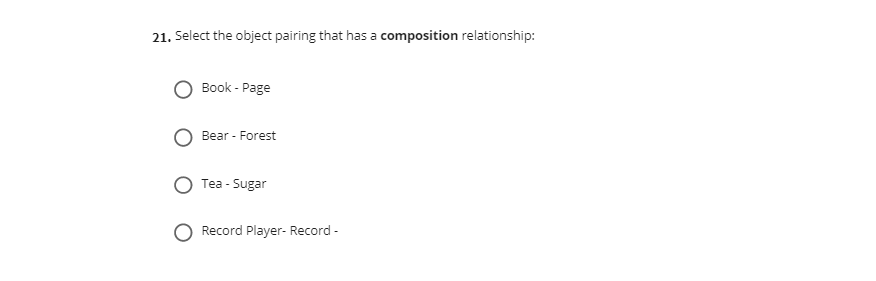 21. Select the object pairing that has a composition relationship:
Book - Page
Bear - Forest
Tea - Sugar
Record Player- Record -